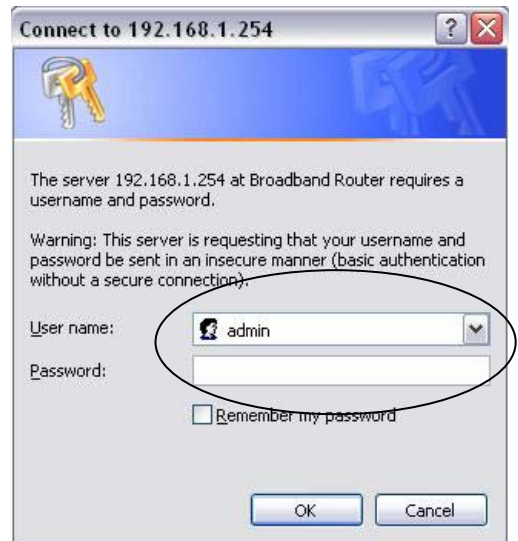 Connect to 192.168.1.254
The server 192.168.1.254 at Broadband Router requires a
username and password.
Warning: This server is requesting that your username and
password be sent in an insecure manner (basic authentication
without a secure connection).
User name:
admin
Password:
Remember my password
OK
Cancel